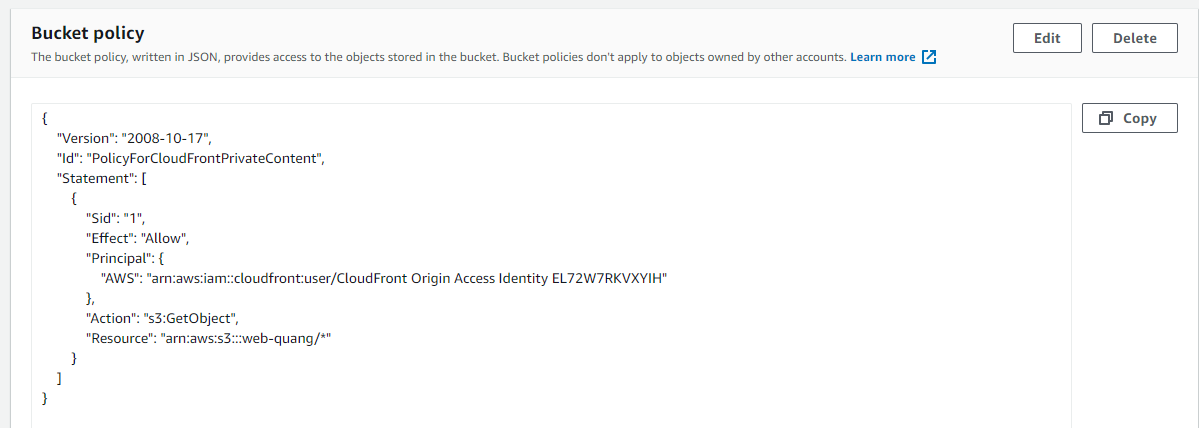 Bucket policy
Edit
Delete
The bucket policy, written in JSON, provides access to the objects stored in the bucket. Bucket policies don't apply to objects owned by other accounts. Learn more
Copy
{
"Version": "2008-10-17",
"Id": "PolicyForCloudFrontPrivateContent",
"Statement": [
{
"Sid": "1",
"Effect": "Allow",
"Principal": {
"AWS": "arn:aws:iam::cloudfront:user/CloudFront Origin Access Identity EL72W7RKVXYIH"
},
"Action": "s3:GetObject",
"Resource": "arn:aws:s3:::web-quang/*"
}
]
}